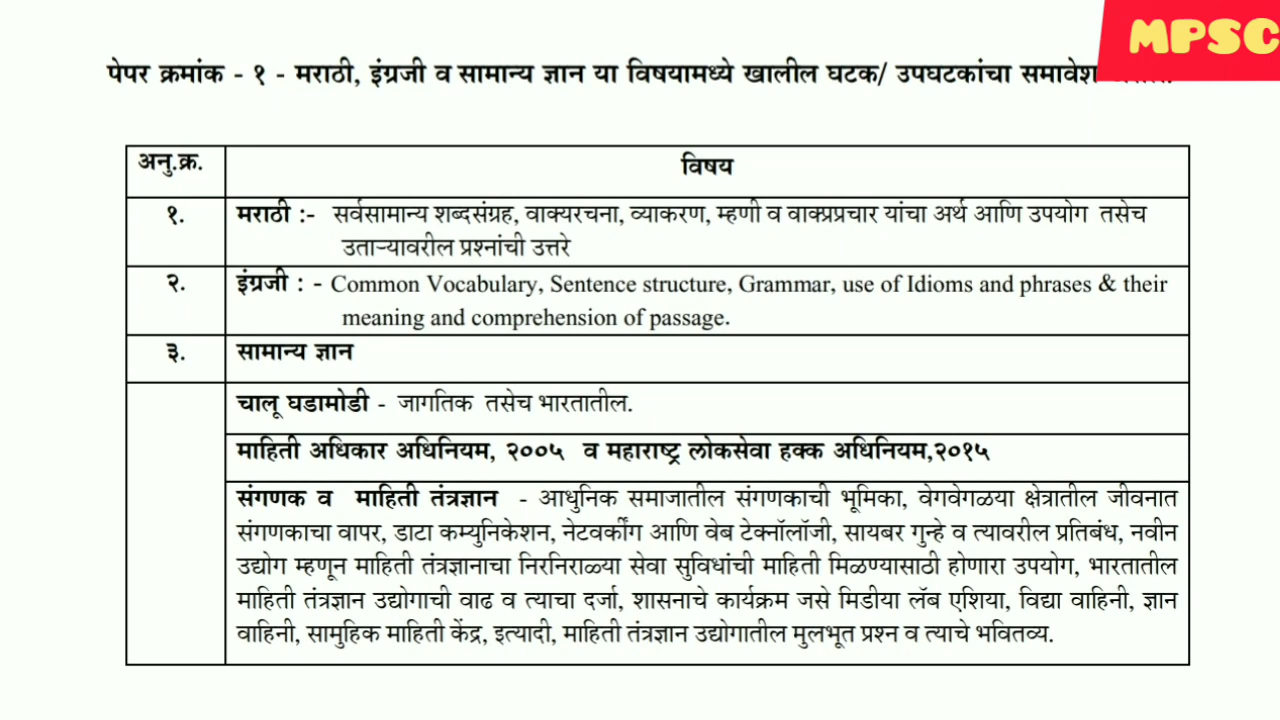 MPSC
पेपर क्रमांक - १ - मराठी, इंग्रजी व सामान्य ज्ञान या विषयामध्ये खालील घटक/ उपघटकांचा समावेश
अनु.क्र. विषय
१. मराठी :- सर्वसामान्य शब्दसंग्रह, वाक्यरचना, व्याकरण, म्हणी व वाक्प्रप्रचार यांचा अर्थ आणि उपयोग तसेच
उताऱ्यावरील प्रश्नांची उत्तरे
२. इंग्रजी : - Common Vocabulary, Sentence structure, Grammar, use of Idioms and phrases & their
meaning and comprehension of passage.
३. सामान्य ज्ञान
चालू घडामोडी - जागतिक तसेच भारतातील.
माहिती अधिकार अधिनियम, २००५ व महाराष्ट्र लोकसेवा हक्क अधिनियम,२०१५
संगणक व माहिती तंत्रज्ञान - आधुनिक समाजातील संगणकाची भूमिका, वेगवेगळया क्षेत्रातील जीवनात
संगणकाचा वापर, डाटा कम्युनिकेशन, नेटवर्कींग आणि वेब टेक्नॉलॉजी, सायबर गुन्हे व त्यावरील प्रतिबंध, नवीन
उद्योग म्हणून माहिती तंत्रज्ञानाचा निरनिराळ्या सेवा सुविधांची माहिती मिळण्यासाठी होणारा उपयोग, भारतातील
माहिती तंत्रज्ञान उद्योगाची वाढ व त्याचा दर्जा, शासनाचे कार्यक्रम जसे मिडीया लॅब एशिया, विद्या वाहिनी, ज्ञान
वाहिनी, सामुहिक माहिती केंद्र, इत्यादी, माहिती तंत्रज्ञान उद्योगातील मुलभूत प्रश्न व त्याचे भवितव्य.